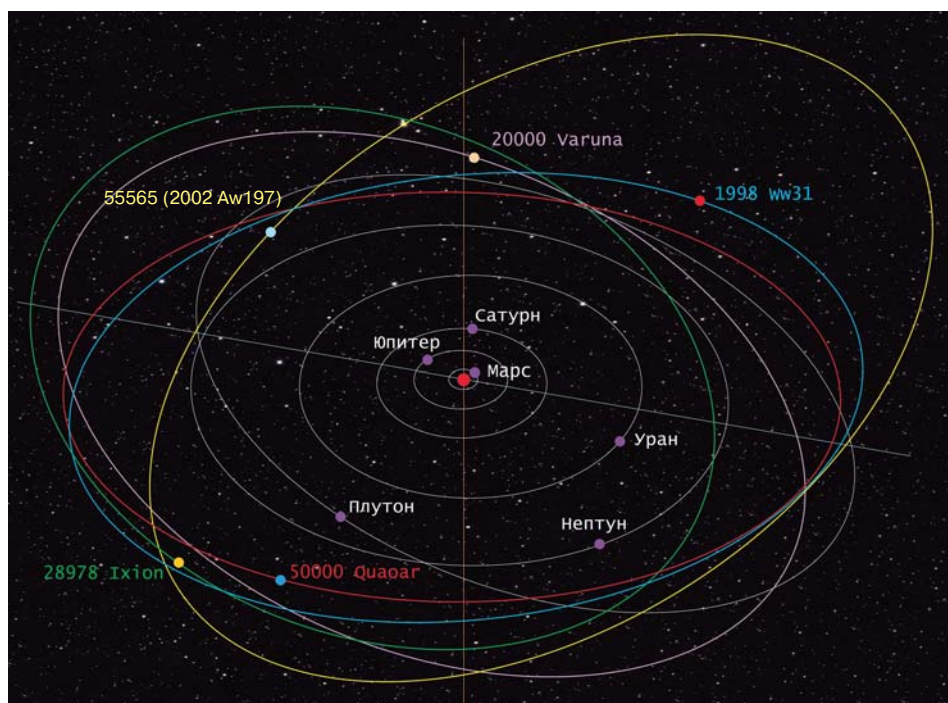 20000 Varuna
55565 (2002 Aw197)
1998 Ww31
Сатурн
Юпитер
Марс
Уран
Плутон
Нептун
28978 Ixion
50000 Quaoar